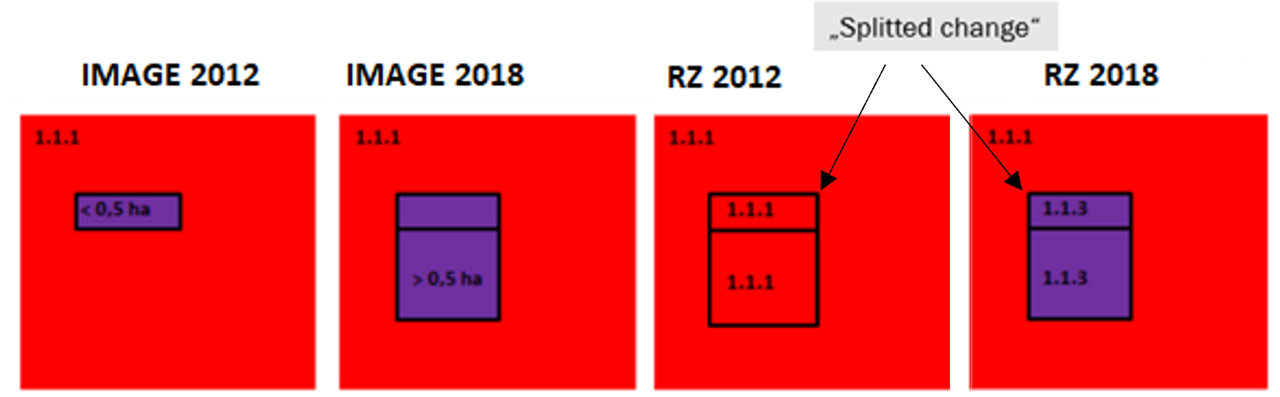 „Splitted change“
IMAGE 2012
IMAGE 2018
RZ 2012
RZ 2018
1.1.1
1.1.1
1.1.1
1.1.1
< 0,5 ha
> 0,5 ha
1.1.1
1.1.1
1.1.3
1.1.3